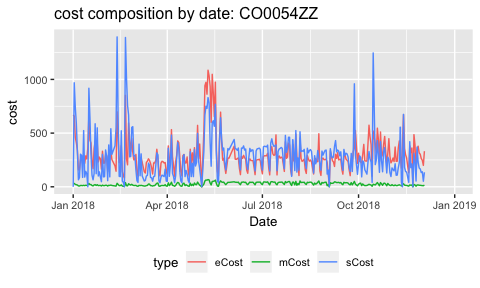 cost composition by date: CO0054ZZ
cost
1000
500
0
Jan 2018 Apr 2018 Jul 2018 Oct 2018 Jan 2019
Date
type eCost mCost sCost